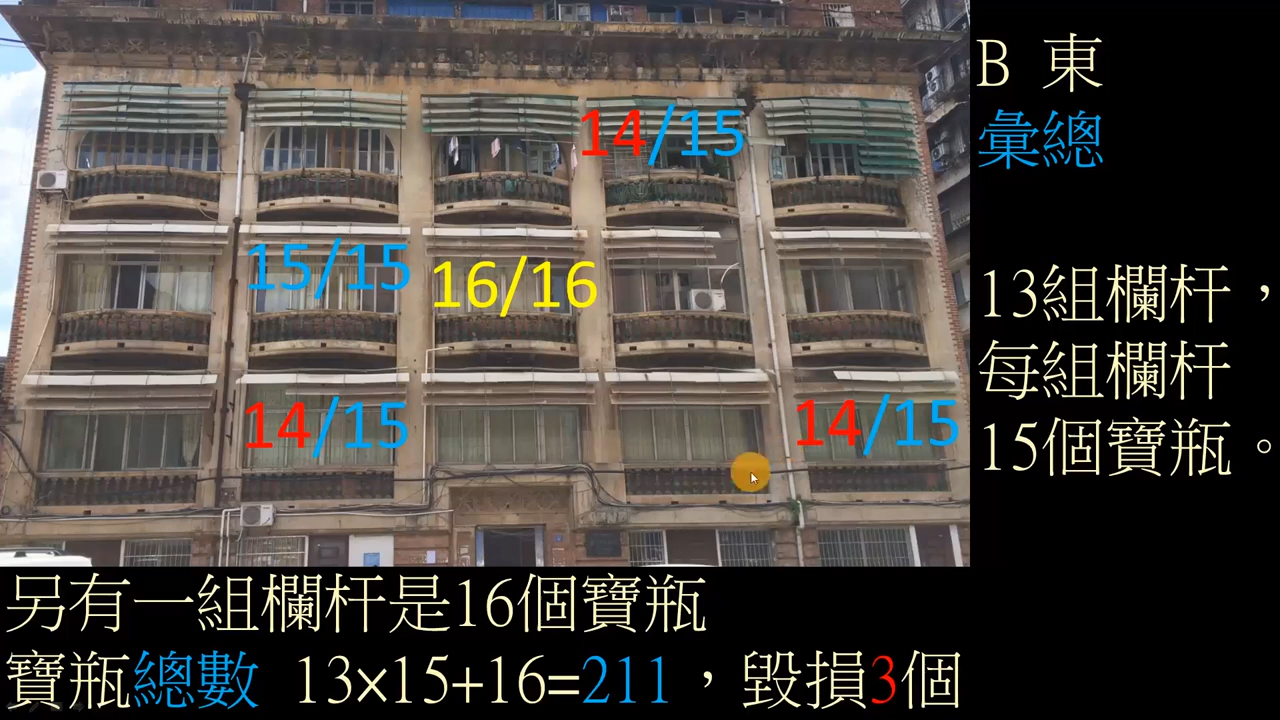 B 東
彙總
14/15
15/15
16/16
14/15
14/15
13組欄杆，
每組欄杆
15個寶瓶。
另有一組欄杆是16個寶瓶
寶瓶總數 13×15+16=211，毀損3個